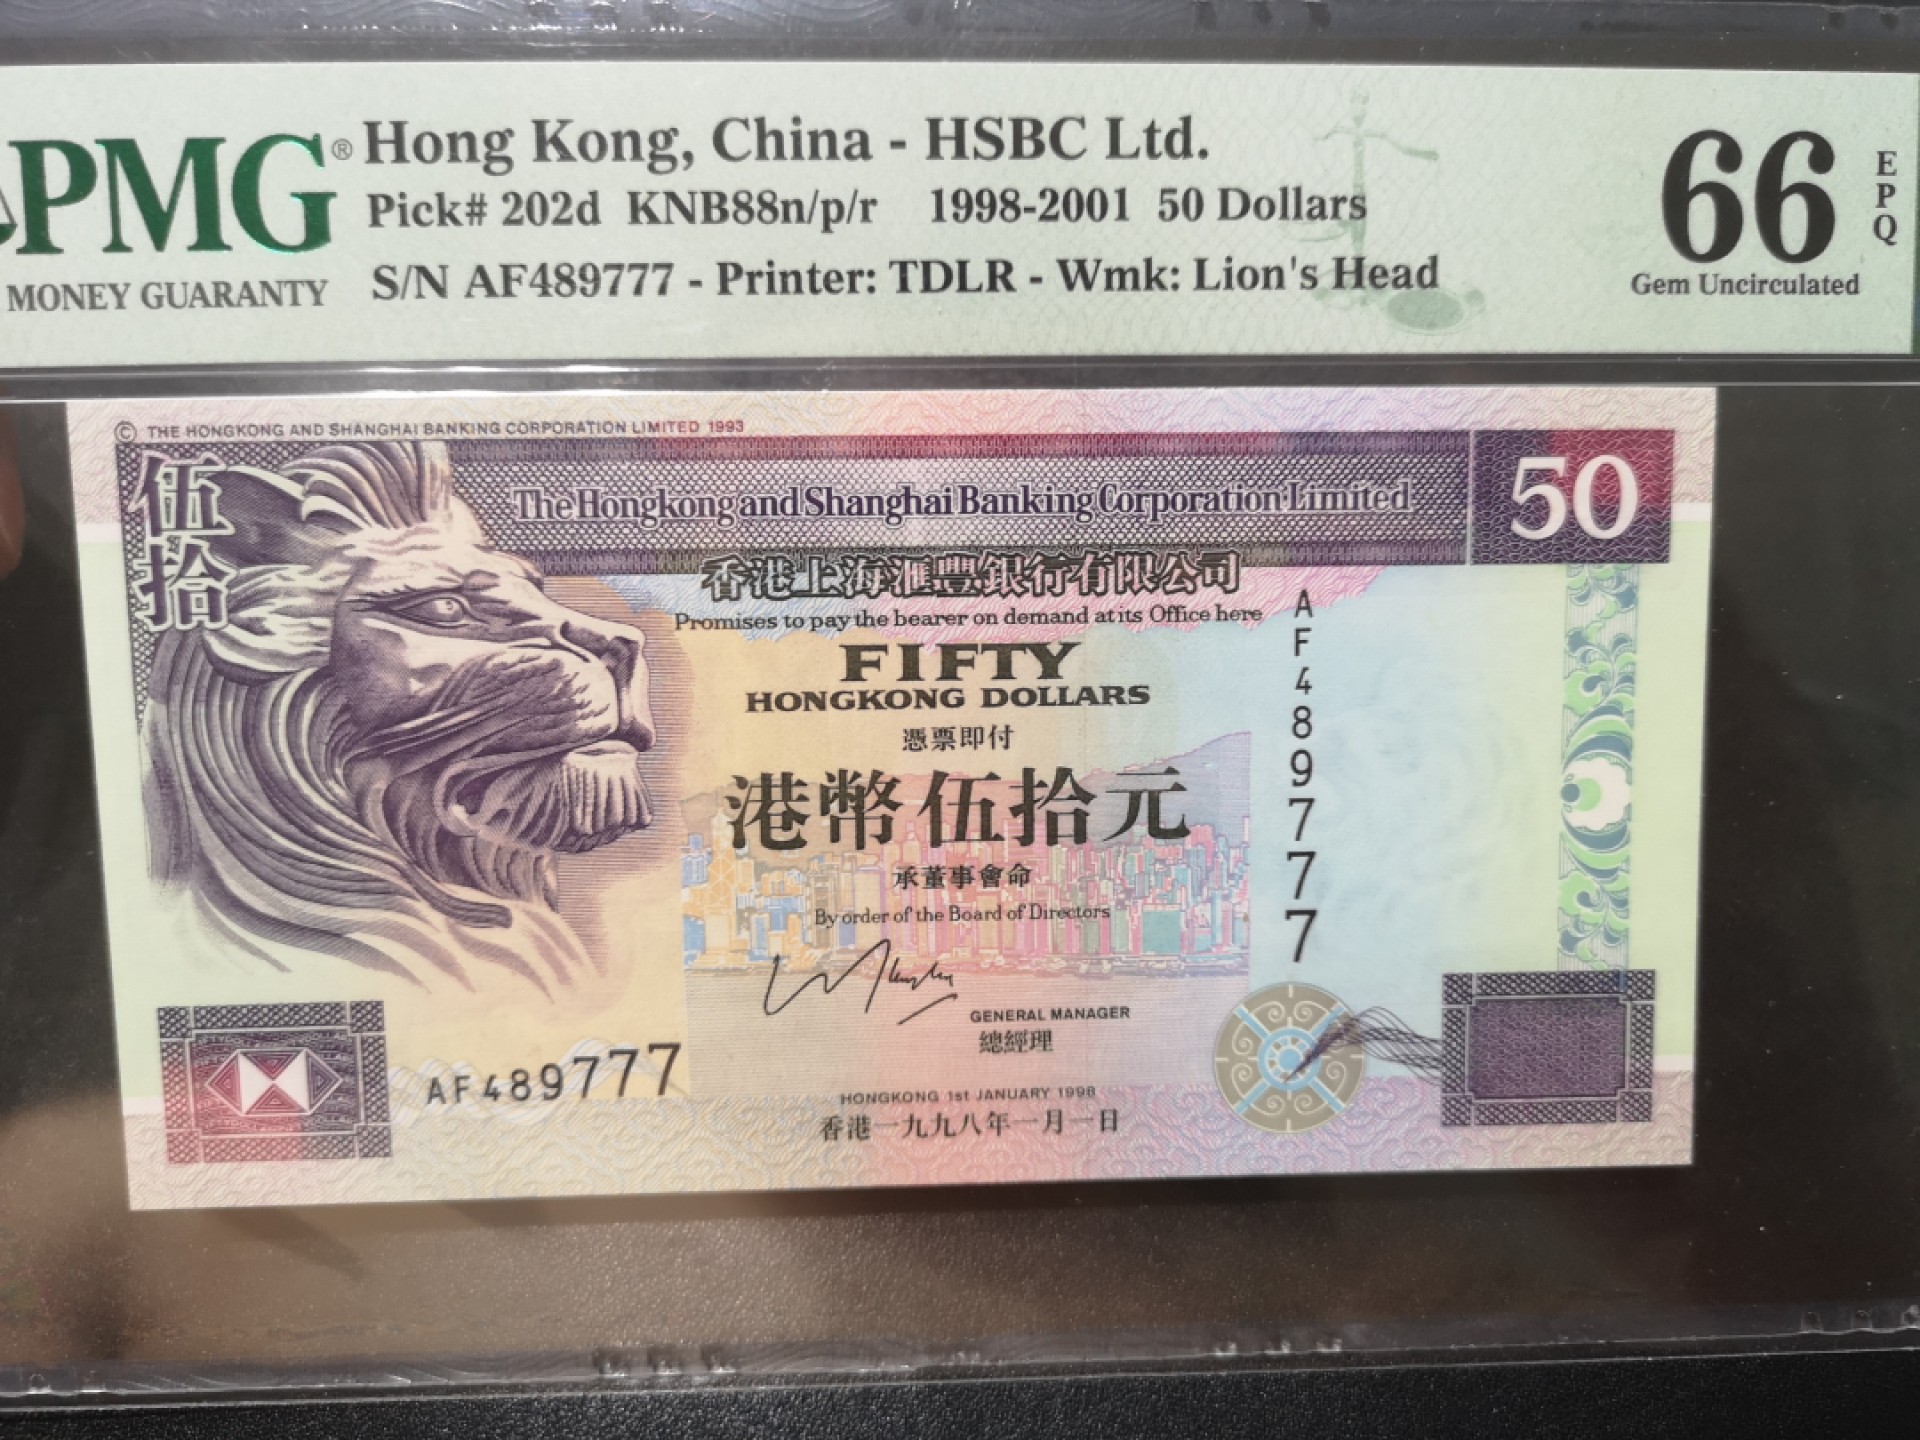 PMG®
MONEY GUARANTY
Hong Kong, China - HSBC Ltd.
Pick# 202d KNB88n/p/r 1998-2001 50 Dollars
S/N AF489777 - Printer: TDLR - Wmk: Lion's Head
66
EPQ
Gem Uncirculated
© THE HONGKONG AND SHANGHAI BANKING CORPORATION LIMITED 1993
伍拾
The Hongkong and Shanghai Banking Corporation Limited
50
香港上海滙豐銀行有限公司
Promises to pay the bearer on demand at its Office here
FIFTY
HONGKONG DOLLARS
憑票即付
港幣伍拾元
承董事會命
By order of the Board of Directors
AF489777
GENERAL MANAGER
總經理
AF489777
HONGKONG 1st JANUARY 1998
香港一九九八年一月一日